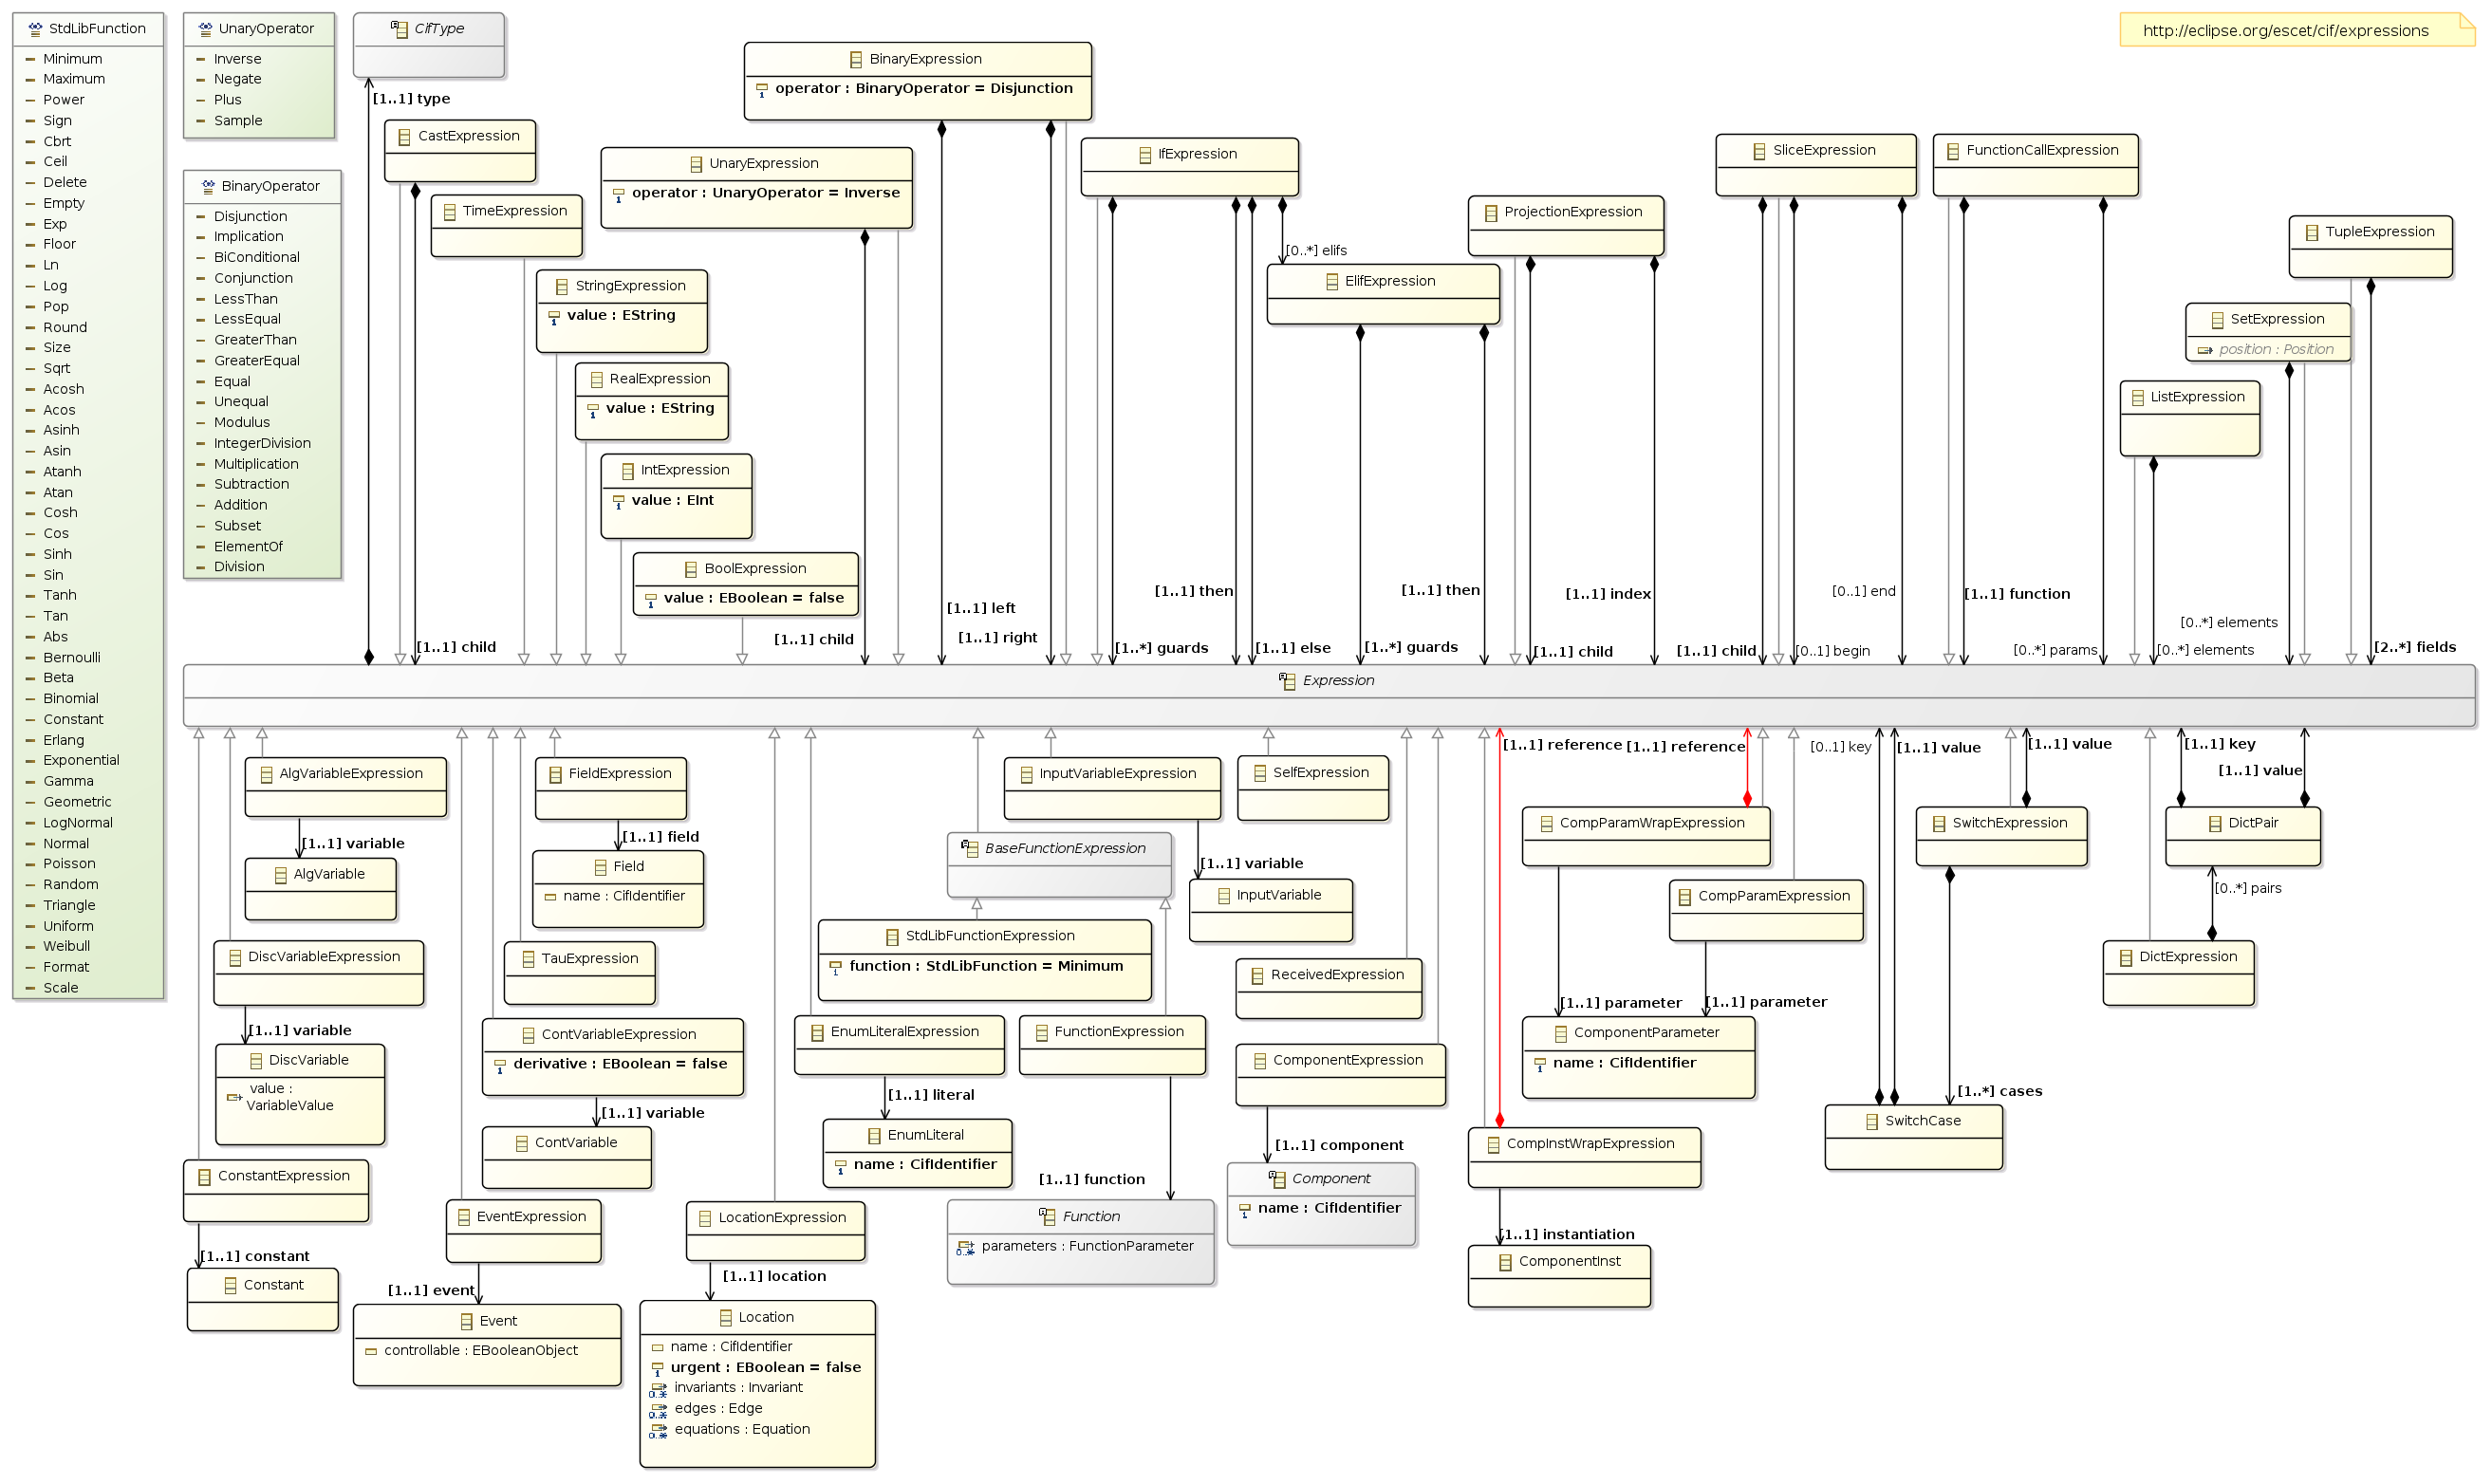 StdLibFunction
Minimum
Maximum
Power
Sign
Cbrt
Ceil
Delete
Empty
Exp
Floor
Ln
Log
Pop
Round
Size
Sqrt
Acosh
Acos
Asinh
Asin
Atanh
Atan
Cosh
Cos
Sinh
Sin
Tanh
Tan
Abs
Bernoulli
Beta
Binomial
Constant
Erlang
Exponential
Gamma
Geometric
LogNormal
Normal
Poisson
Random
Triangle
Uniform
Weibull
Format
Scale
UnaryOperator
Inverse
Negate
Plus
Sample
BinaryOperator
Disjunction
Implication
BiConditional
Conjunction
LessThan
LessEqual
GreaterThan
GreaterEqual
Equal
Unequal
Modulus
IntegerDivision
Multiplication
Subtraction
Addition
Subset
ElementOf
Division
CifType
[1..1] type
http://eclipse.org/escet/cif/expressions
CastExpression
[1..1] child
TimeExpression
StringExpression
value : EString
RealExpression
value : EString
IntExpression
value : EInt
BoolExpression
value : EBoolean = false
UnaryExpression
operator : UnaryOperator = Inverse
[1..1] child
BinaryExpression
operator : BinaryOperator = Disjunction
[1..1] left
[1..1] right
IfExpression
[0..*] elifs
[1..1] then
[1..*] guards
[1..1] else
ElifExpression
[1..1] then
[1..*] guards
ProjectionExpression
[1..1] index
[1..1] child
SliceExpression
[0..1] end
[1..1] child
[0..1] begin
FunctionCallExpression
[1..1] function
[0..*] params
TupleExpression
[2..*] fields
SetExpression
position : Position
[0..*] elements
ListExpression
[0..*] elements
Expression
AlgVariableExpression
[1..1] variable
AlgVariable
DiscVariableExpression
[1..1] variable
DiscVariable
value :
VariableValue
ConstantExpression
[1..1] constant
Constant
FieldExpression
[1..1] field
Field
name : CifIdentifier
TauExpression
ContVariableExpression
derivative : EBoolean = false
[1..1] variable
ContVariable
EventExpression
[1..1] event
Event
controllable : EBooleanObject
LocationExpression
[1..1] location
Location
name : CifIdentifier
urgent : EBoolean = false
invariants : Invariant
edges : Edge
equations : Equation
BaseFunctionExpression
StdLibFunctionExpression
function : StdLibFunction = Minimum
EnumLiteralExpression
[1..1] literal
EnumLiteral
name : CifIdentifier
FunctionExpression
[1..1] function
Function
parameters : FunctionParameter
InputVariableExpression
[1..1] variable
InputVariable
SelfExpression
ReceivedExpression
ComponentExpression
[1..1] component
Component
name : CifIdentifier
[1..1] reference
[1..1] reference
CompParamWrapExpression
CompParamExpression
[1..1] parameter
[1..1] parameter
ComponentParameter
name : CifIdentifier
CompInstWrapExpression
[1..1] instantiation
ComponentInst
[0..1] key
[1..1] value
[1..1] value
SwitchExpression
[1..*] cases
SwitchCase
[1..1] key
[1..1] value
DictPair
[0..*] pairs
DictExpression